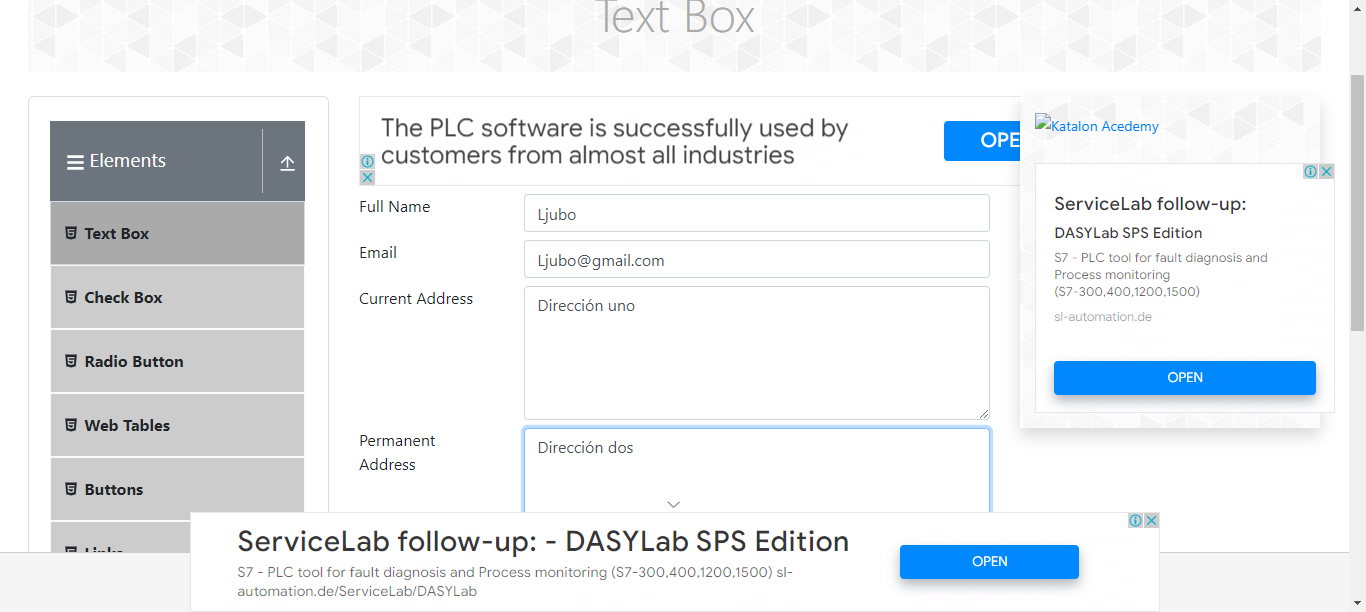 Text Box
Elements
Text Box
Check Box
Radio Button
Web Tables
Buttons
The PLC software is successfully used by
customers from almost all industries
OPE
Full Name
Ljubo
Email
Ljubo@gmail.com
Current Address
Dirección uno
Permanent
Address
Dirección dos
Katalon Acedemy
ServiceLab follow-up:
DASYLab SPS Edition
S7 - PLC tool for fault diagnosis and
Process monitoring
(S7-300,400,1200,1500)
sl-automation.de
OPEN
ServiceLab follow-up: - DASYLab SPS Edition
S7 - PLC tool for fault diagnosis and Process monitoring (S7-300,400,1200,1500) sl-
automation.de/ServiceLab/DASYLab
OPEN